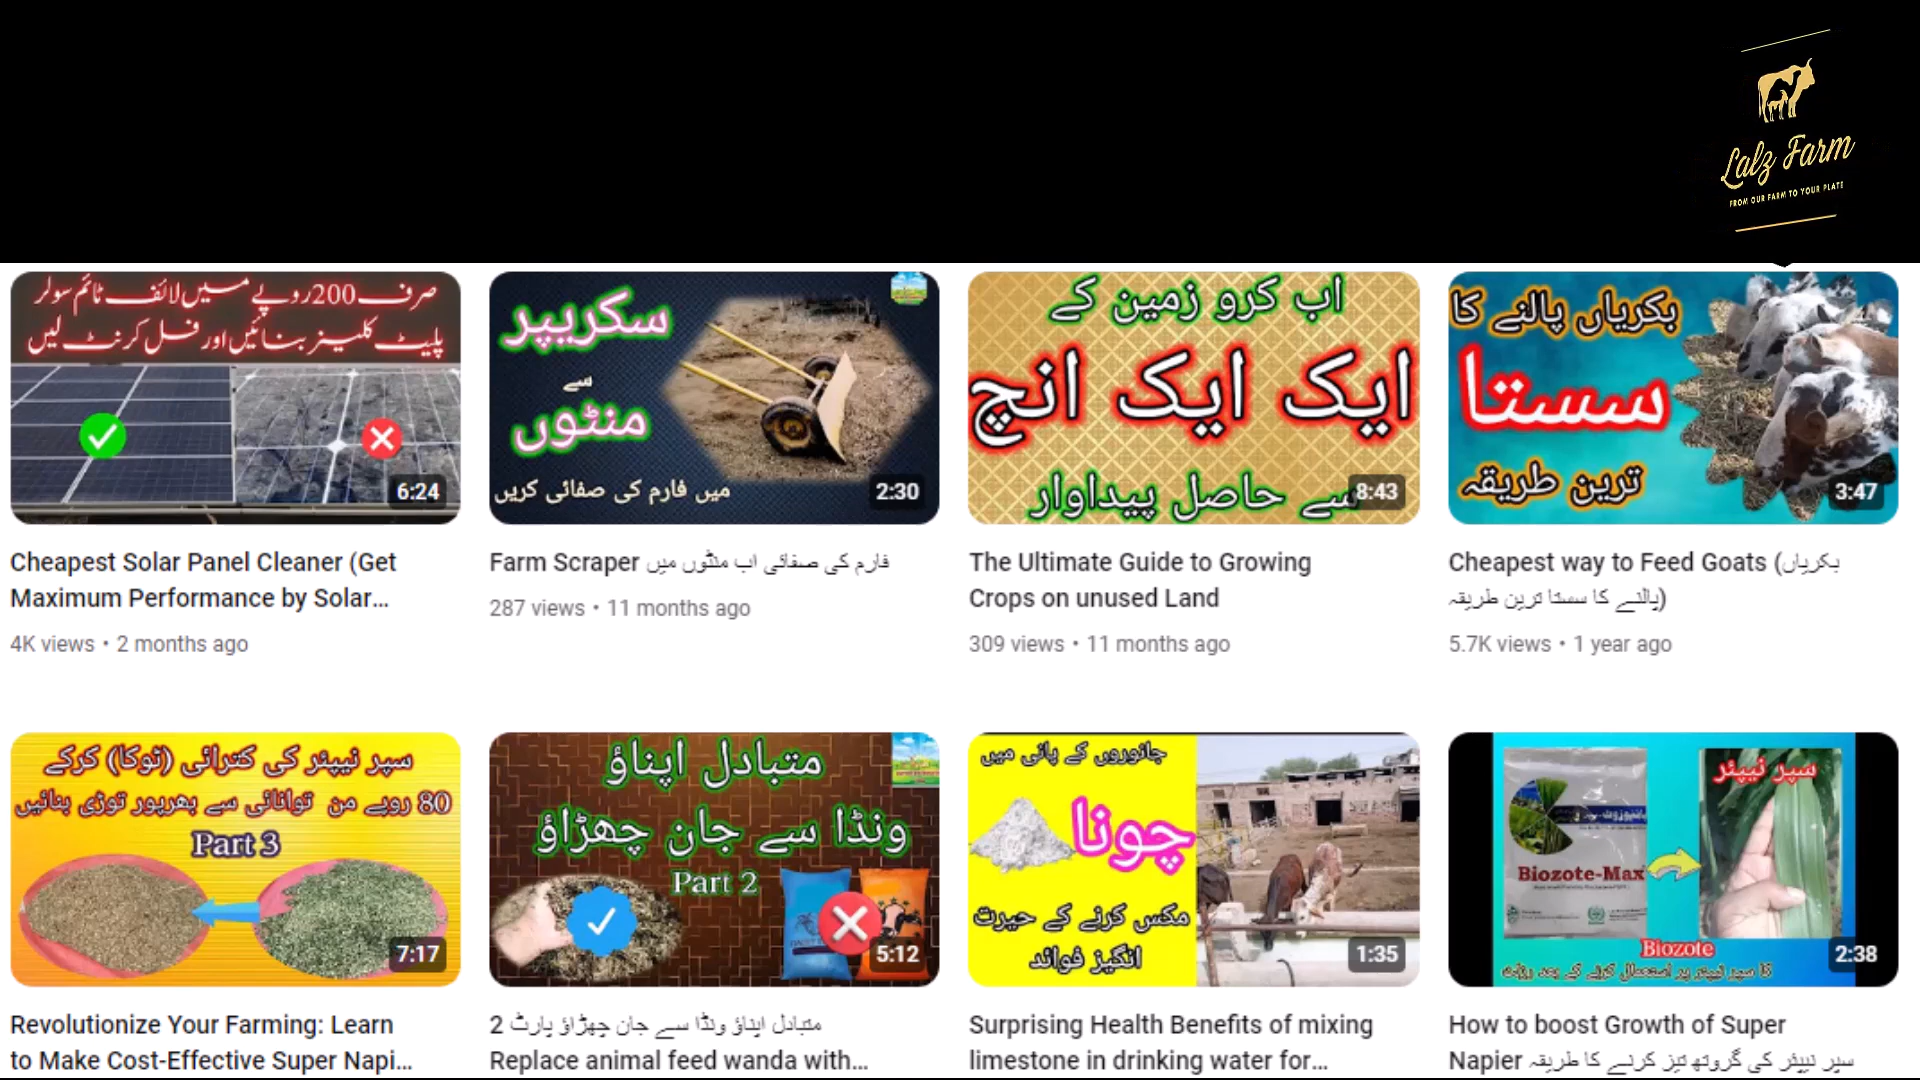 Lalz Farm
FROM OUR FARM TO YOUR PLATE
صرف 200 روپے میں لائف ٹائم سولر
پلیٹ کلینر بنائیں اور فل کرنٹ لیں
6:24
سکریپر
سے
منٹوں
میں فارم کی صفائی کریں
2:30
اب کرو زمین کے
ایک ایک انچ
سے حاصل پیداوار
8:43
بکریاں پالنے کا
سستا
ترین طریقہ
3:47
Cheapest Solar Panel Cleaner (Get
Maximum Performance by Solar...
4K views • 2 months ago
Farm Scraper فارم کی صفائی اب منٹوں میں
287 views • 11 months ago
The Ultimate Guide to Growing
Crops on unused Land
309 views • 11 months ago
Cheapest way to Feed Goats (بکریاں
پالنے کا سستا ترین طریقہ)
5.7K views • 1 year ago
سپر نیپئر کی کترائی (ٹوکا) کرکے
80 روپے من توانائی سے بھرپور توڑی بنائیں
Part 3
7:17
متبادل اپناؤ
ونڈا سے جان چھڑاؤ
Part 2
5:12
جانوروں کے پانی میں
چونا
مکس کرنے کے حیرت
انگیز فوائد
1:35
سپر نیپئر
Biozote-Max
Biozote
کا سپر نیپئر پر استعمال کرنے کے بعد رزلٹ
2:38
Revolutionize Your Farming: Learn
to Make Cost-Effective Super Napi...
متبادل اپناؤ ونڈا سے جان چھڑاؤ پارٹ 2
Replace animal feed wanda with...
Surprising Health Benefits of mixing
limestone in drinking water for...
How to boost Growth of Super
Napier سپر نیپئر کی گروتھ تیز کرنے کا طریقہ